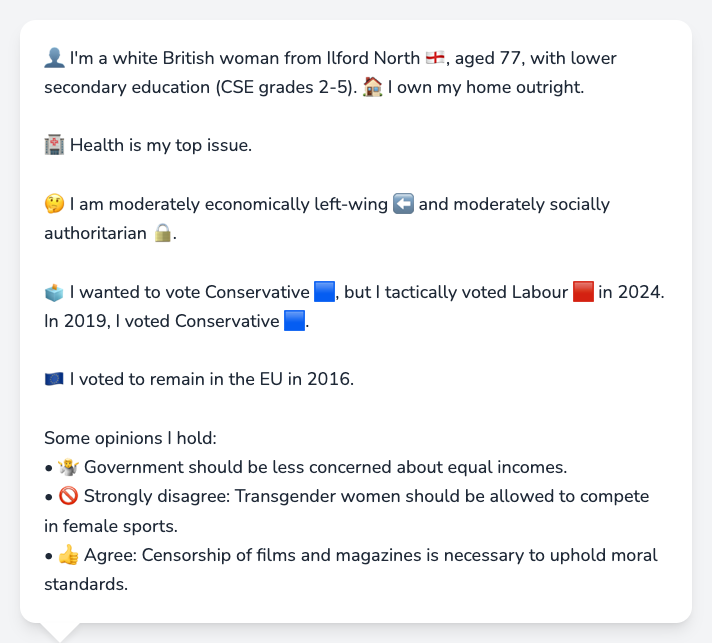 👤 I'm a white British woman from Ilford North 🏴󠁧󠁢󠁥󠁮󠁧󠁿, aged 77, with lower
secondary education (CSE grades 2-5). 🏠 I own my home outright.
🏥 Health is my top issue.
🤔 I am moderately economically left-wing ⬅️ and moderately socially
authoritarian 🔒.
🗳️ I wanted to vote Conservative 🟦, but I tactically voted Labour 🟥 in 2024.
In 2019, I voted Conservative 🟦.
🇪🇺 I voted to remain in the EU in 2016.
Some opinions I hold:
• 🤷 Government should be less concerned about equal incomes.
• 🚫 Strongly disagree: Transgender women should be allowed to compete
in female sports.
• 👍 Agree: Censorship of films and magazines is necessary to uphold moral
standards.